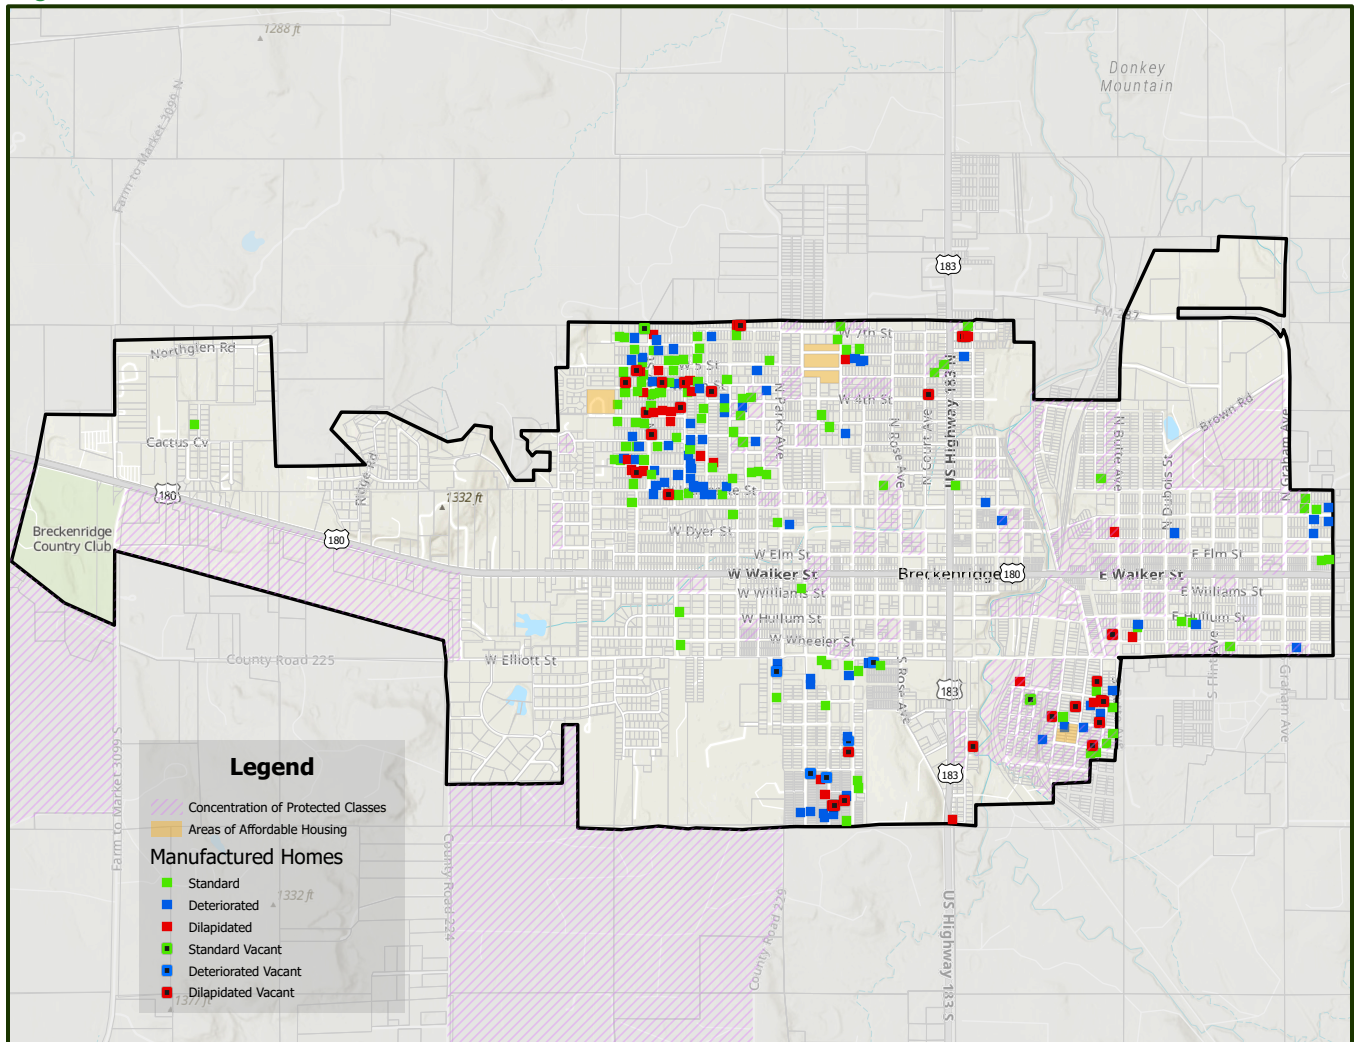 1288 ft
Donkey
Mountain
Farm to Market 3099 N
183
FM 287
Northglen Rd
W 7th St
W 5 St
US Highway 183 N
N Parks Ave
W 4th St
N Rose Ave
N Court Ave
N Butte Ave
Brown Rd
N Graham Ave
Cactus Cv
Ridge Rd
N Dubois St
180
1332 ft
Breckenridge
Country Club
180
W Dyer St
W Elm St
E Elm St
W Walker St
Breckenridge
180
E Walker St
W Williams St
E Williams St
W Hullum St
E Hullum St
W Wheeler St
County Road 225
W Elliott St
S Rose Ave
183
S Flint Ave
S Graham Ave
Farm to Market 3099 S
183
Legend
Concentration of Protected Classes
Areas of Affordable Housing
Manufactured Homes
Standard
Deteriorated
Dilapidated
Standard Vacant
Deteriorated Vacant
Dilapidated Vacant
1332 ft
1377 ft
County Road 224
County Road 229
US Highway 183 S